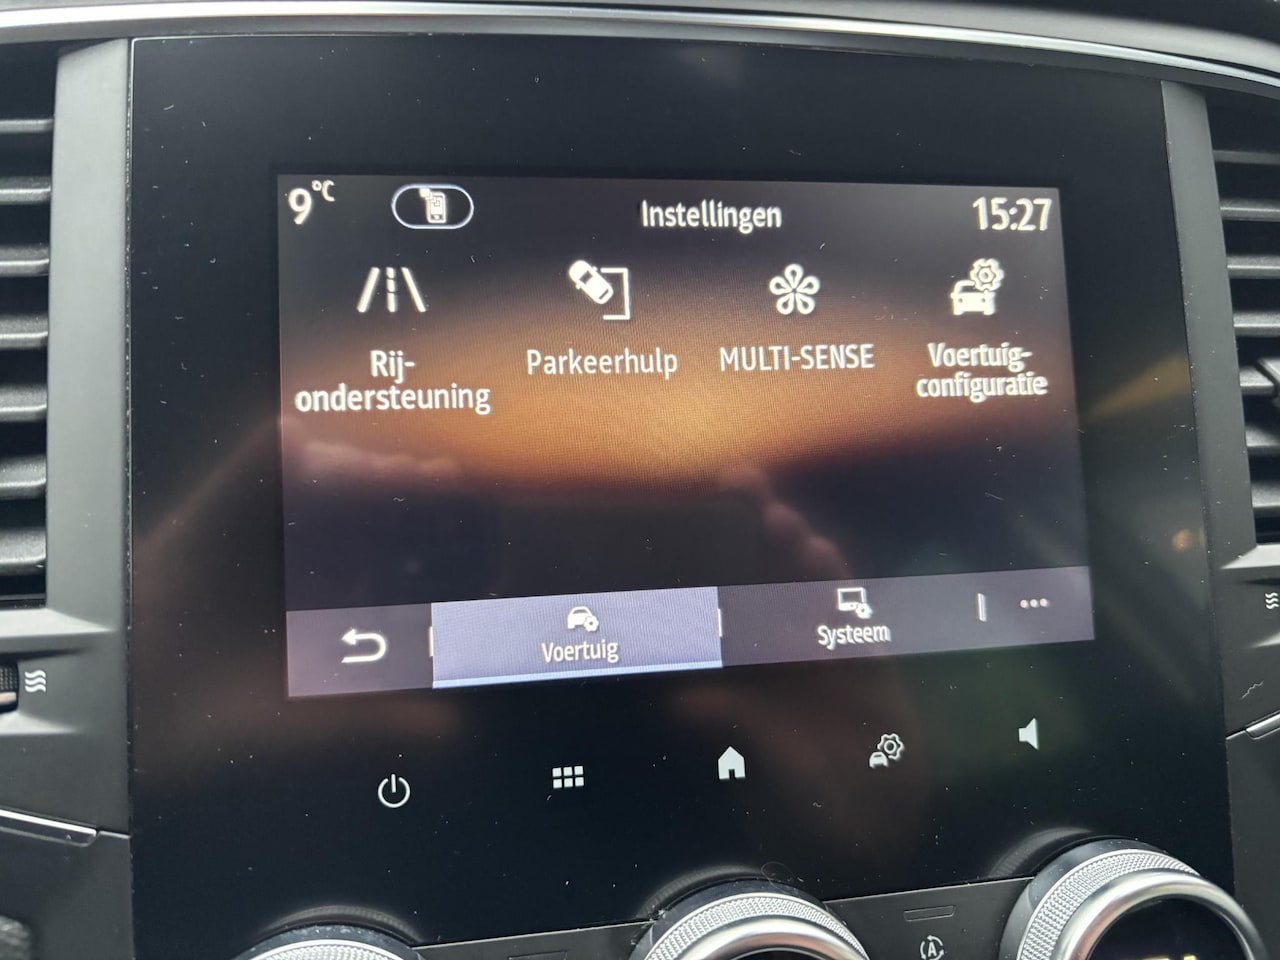 9°C
Instellingen
15:27
Rij-
ondersteuning
Parkeerhulp
MULTI-SENSE
Voertuig-
configuratie
Voertuig
Systeem
...
A